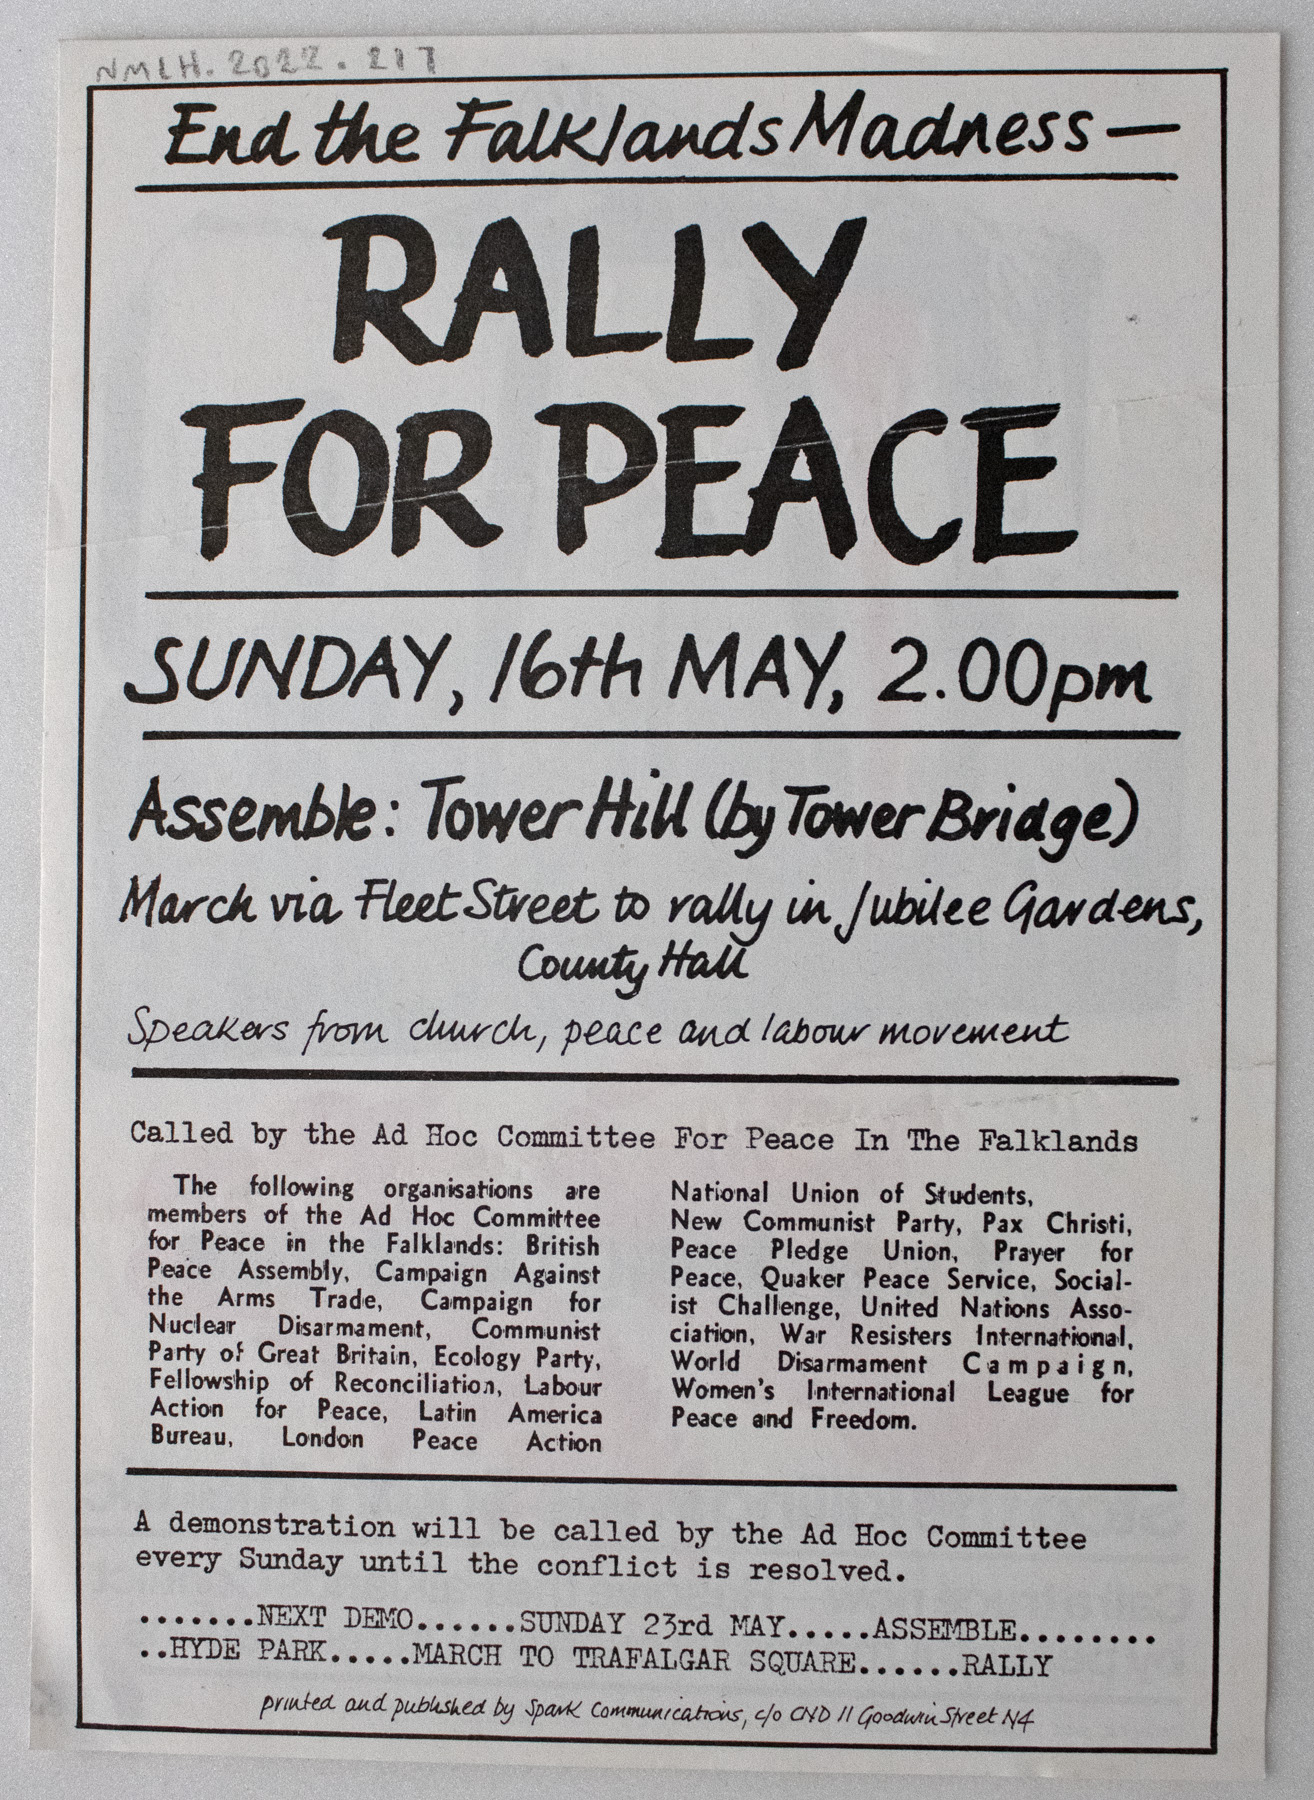 NMLH. 2022. 217
End the Falklands Madness —
RALLY
FOR PEACE
SUNDAY, 16th MAY, 2.00pm
Assemble: Tower Hill (by Tower Bridge)
March via Fleet Street to rally in Jubilee Gardens,
County Hall
Speakers from church, peace and labour movement
Called by the Ad Hoc Committee For Peace In The Falklands
The following organisations are
members of the Ad Hoc Committee
for Peace in the Falklands: British
Peace Assembly, Campaign Against
the Arms Trade, Campaign for
Nuclear Disarmament, Communist
Party of Great Britain, Ecology Party,
Fellowship of Reconciliation, Labour
Action for Peace, Latin America
Bureau, London Peace Action
National Union of Students,
New Communist Party, Pax Christi,
Peace Pledge Union, Prayer for
Peace, Quaker Peace Service, Social-
ist Challenge, United Nations Asso-
ciation, War Resisters International,
World Disarmament Campaign,
Women's International League for
Peace and Freedom.
A demonstration will be called by the Ad Hoc Committee
every Sunday until the conflict is resolved.
.......NEXT DEMO......SUNDAY 23rd MAY.....ASSEMBLE........
..HYDE PARK.....MARCH TO TRAFALGAR SQUARE......RALLY
printed and published by Spark Communications, c/o CND 11 Goodwin Street N4